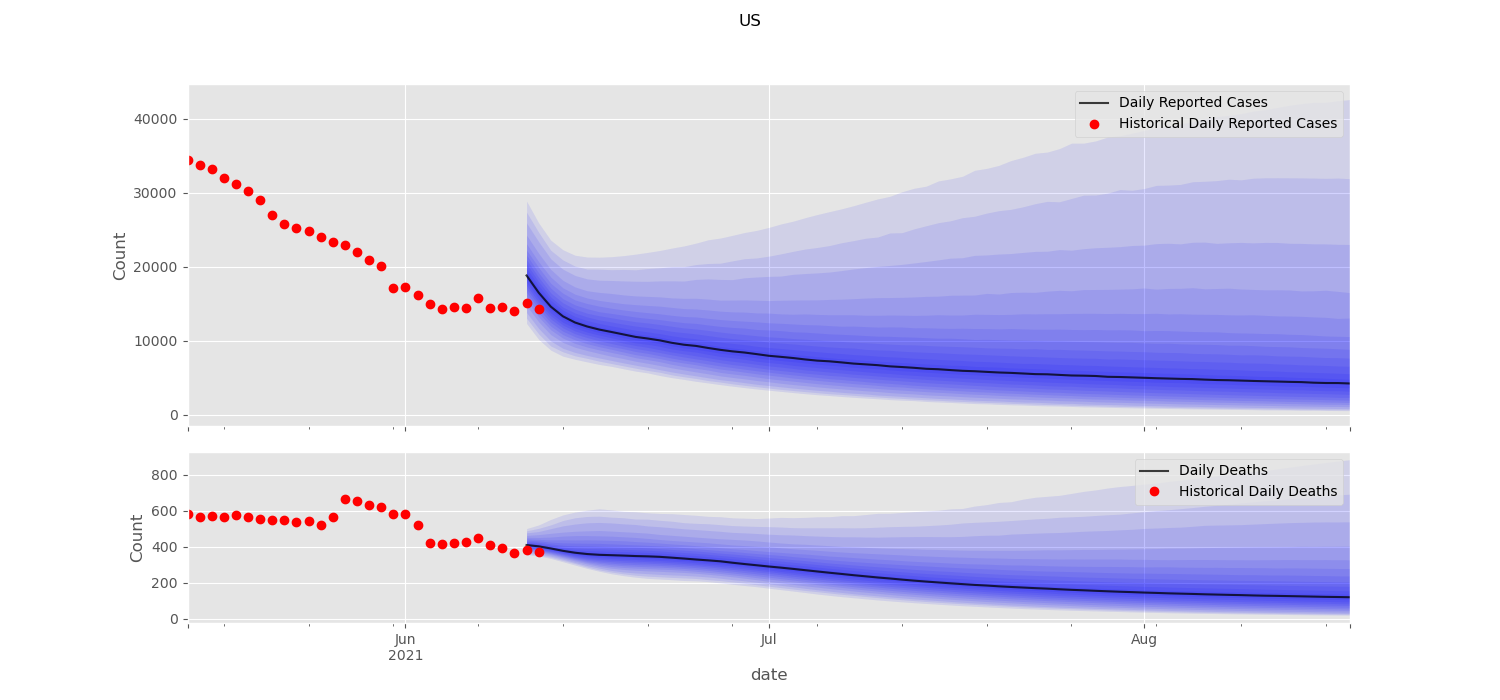 US
Daily Reported Cases
Historical Daily Reported Cases
40000
30000
20000
10000
0
Count
Daily Deaths
Historical Daily Deaths
800
600
400
200
0
Count
Jun
2021
Jul
Aug
date